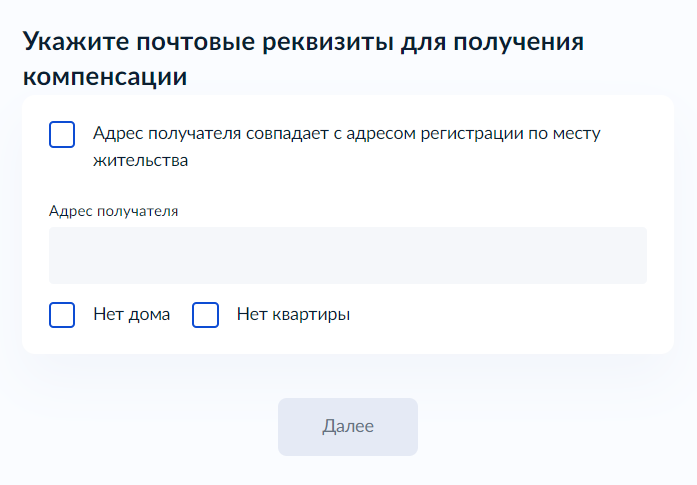 Укажите почтовые реквизиты для получения
компенсации
Адрес получателя совпадает с адресом регистрации по месту
жительства
Адрес получателя
Нет дома Нет квартиры
Далее